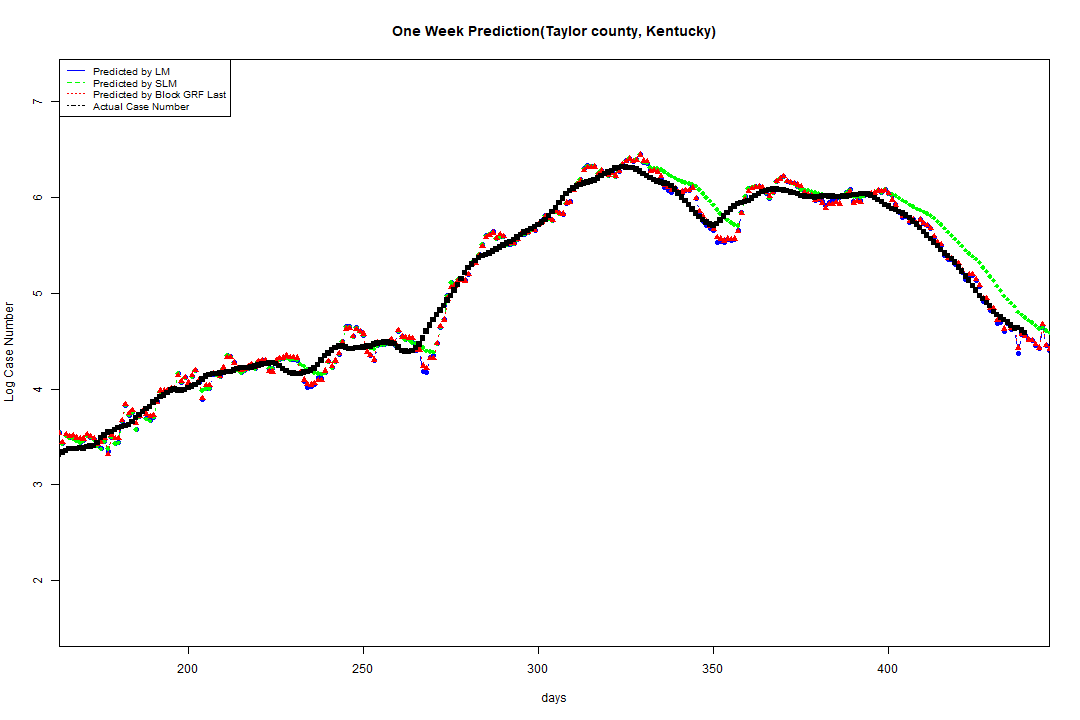 One Week Prediction(Taylor county, Kentucky)
Predicted by LM
Predicted by SLM
Predicted by Block GRF Last
Actual Case Number
7
6
5
4
3
2
Log Case Number
200 250 300 350 400
days